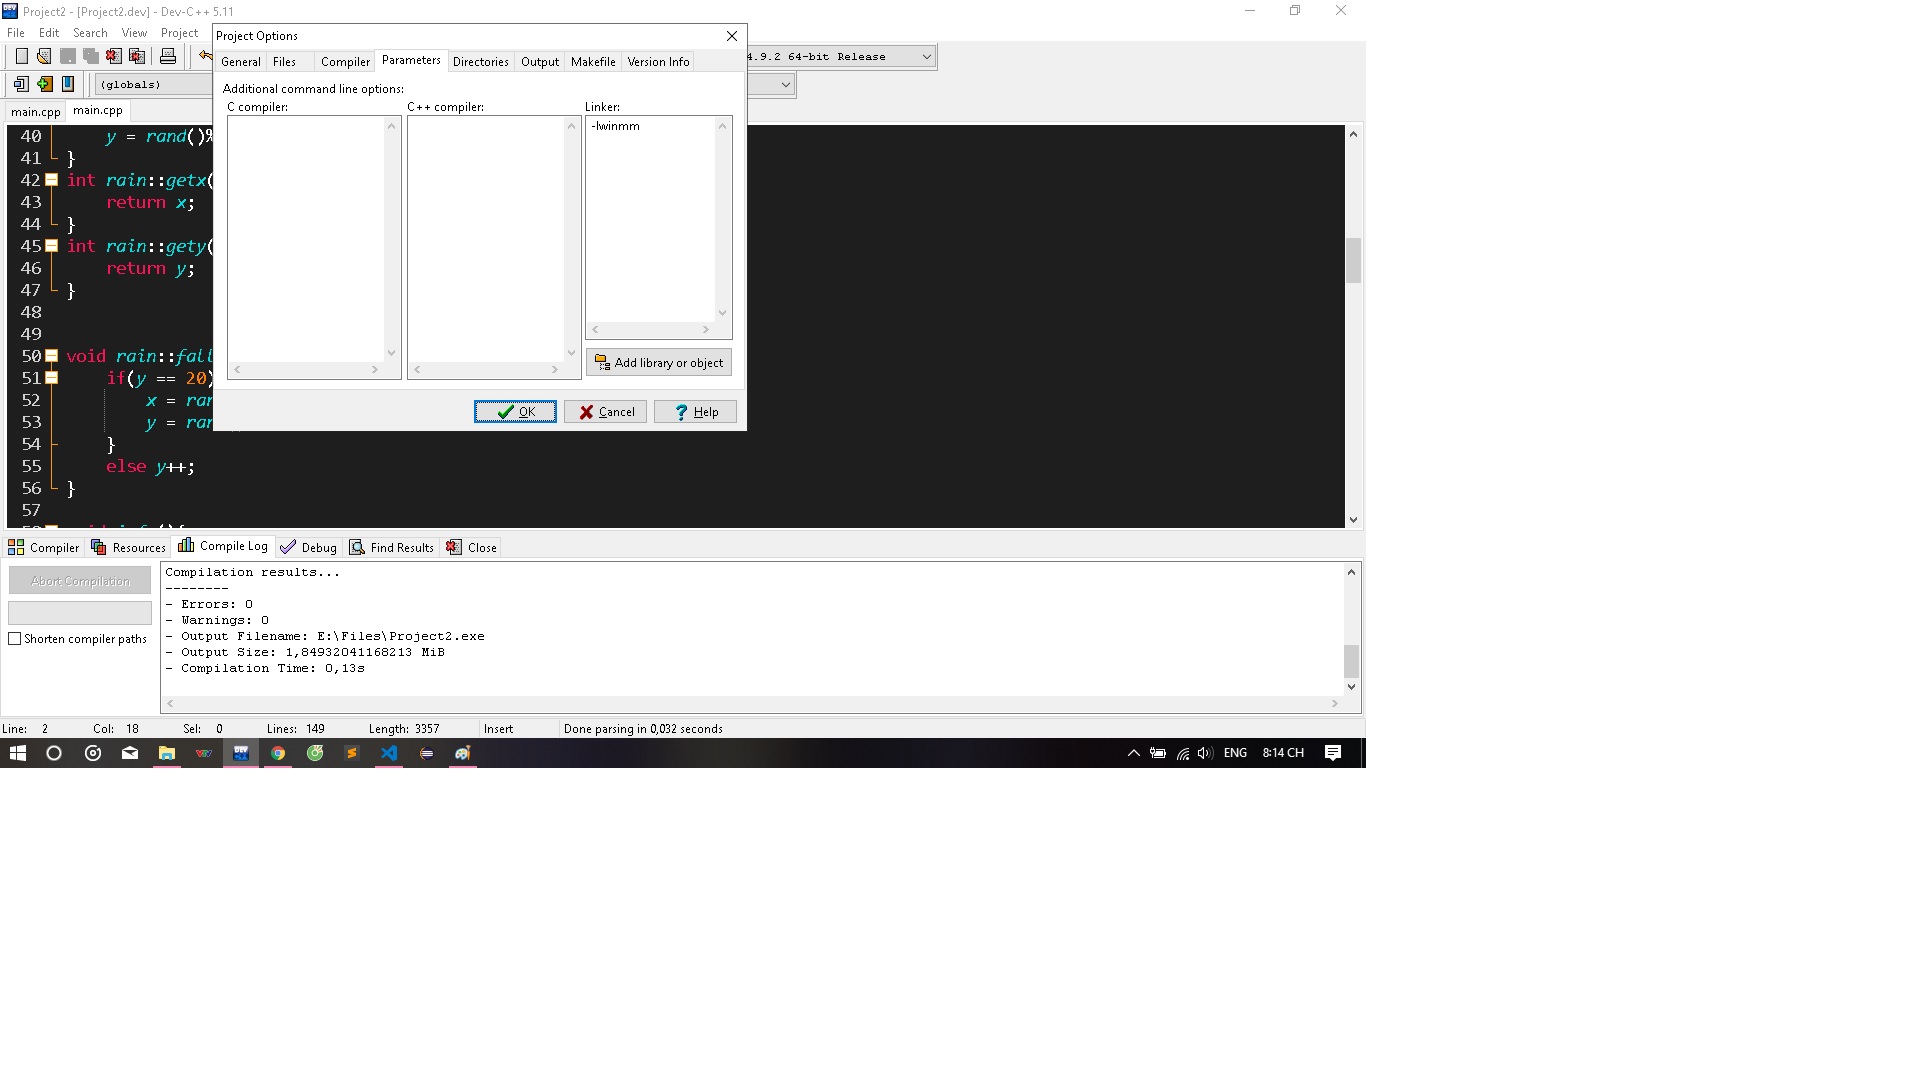 Project2 - [Project2.dev] - Dev-C++ 5.11
File Edit Search View Project
Project Options
General Files Compiler Parameters Directories Output Makefile Version Info
4.9.2 64-bit Release
(globals)
Additional command line options:
C compiler: C++ compiler: Linker:
-lwinmm
Add library or object
OK Cancel Help
main.cpp main.cpp
40 y = rand()%
41 }
42 int rain::getx(
43 return x;
44 }
45 int rain::gety(
46 return y;
47 }
48
49
50 void rain::fall
51 if(y == 20)
52 x = ran
53 y = ran
54 }
55 else y++;
56 }
57
Compiler Resources Compile Log Debug Find Results Close
Abort Compilation
Shorten compiler paths
Compilation results...
--------
- Errors: 0
- Warnings: 0
- Output Filename: E:\Files\Project2.exe
- Output Size: 1,84932041168213 MiB
- Compilation Time: 0,13s
Line: 2 Col: 18 Sel: 0 Lines: 149 Length: 3357 Insert Done parsing in 0,032 seconds
ENG 8:14 CH